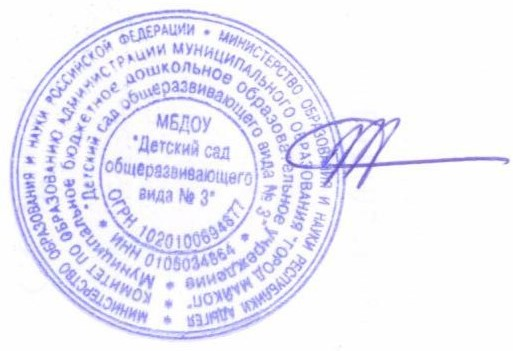 МИНИСТЕРСТВО ОБРАЗОВАНИЯ И НАУКИ РОССИЙСКОЙ ФЕДЕРАЦИИ * МИНИСТЕРСТВО ОБРАЗОВАНИЯ И НАУКИ РЕСПУБЛИКИ АДЫГЕЯ *
КОМИТЕТ ПО ОБРАЗОВАНИЮ АДМИНИСТРАЦИИ МУНИЦИПАЛЬНОГО ОБРАЗОВАНИЯ "ГОРОД МАЙКОП" *
Муниципальное бюджетное дошкольное образовательное учреждение *
"Детский сад общеразвивающего вида № 3" * ИНН 0105034864 *
МБДОУ
"Детский сад
общеразвивающего
вида № 3"
ОГРН 1020100694677